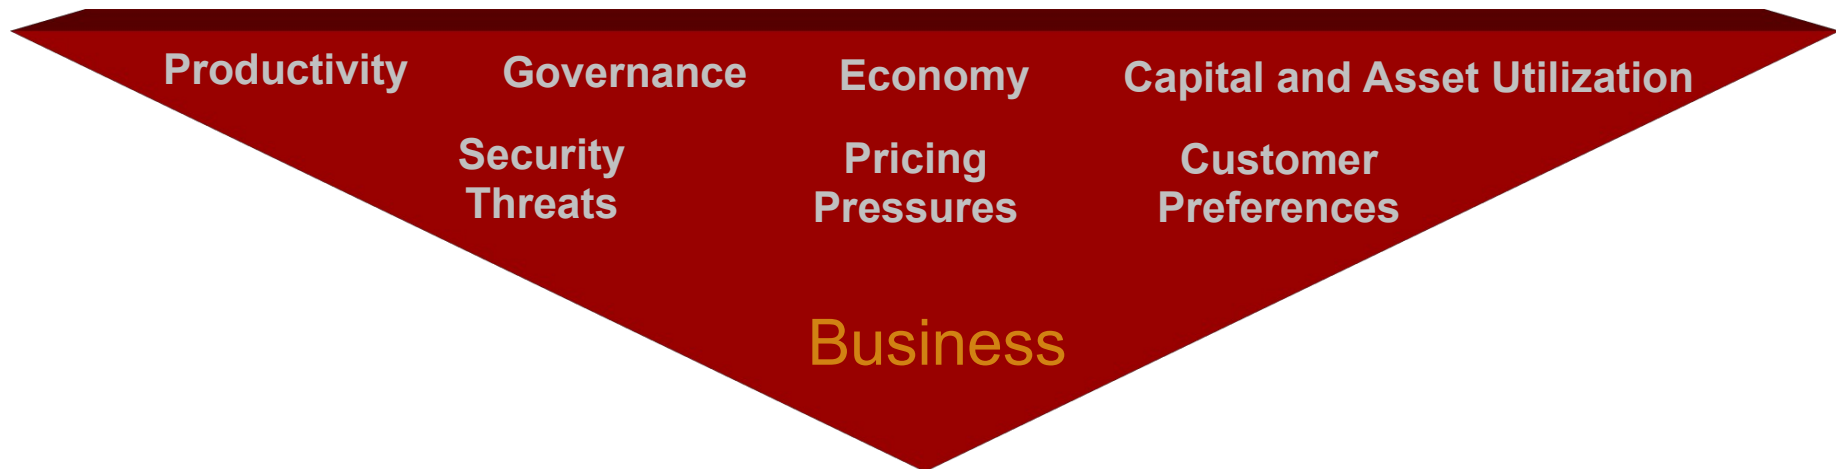 Productivity Governance Economy Capital and Asset Utilization
Security Pricing Customer
Threats Pressures Preferences
Business